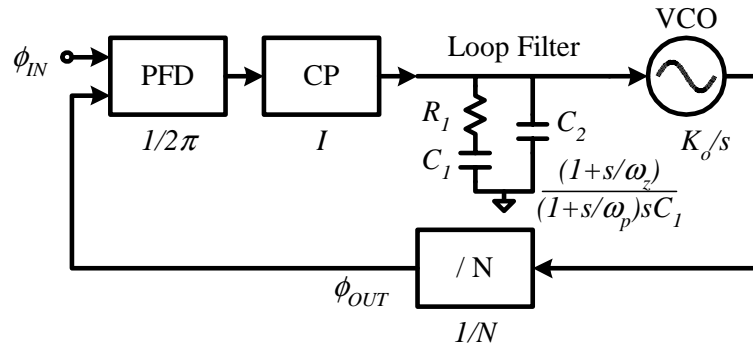 VCO
Loop Filter
ϕIN
PFD
CP
R1
C1
C2
1/2π
I
Ko/s
(1+s/ωz)
(1+s/ωp)sC1
/ N
ϕOUT
1/N